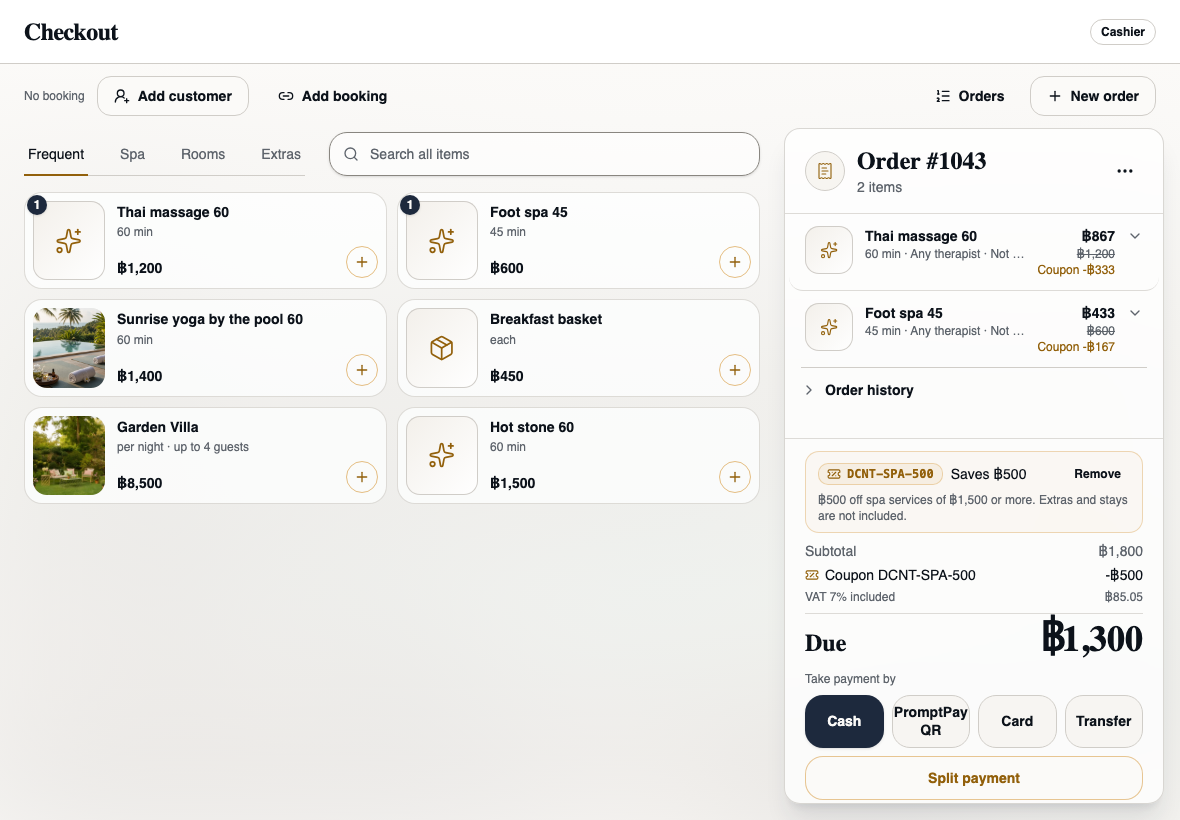 Checkout
Cashier
No booking
Add customer
Add booking
Orders
New order
Frequent
Spa
Rooms
Extras
Search all items
1
Thai massage 60
60 min
฿1,200
1
Foot spa 45
45 min
฿600
Sunrise yoga by the pool 60
60 min
฿1,400
Breakfast basket
each
฿450
Garden Villa
per night · up to 4 guests
฿8,500
Hot stone 60
60 min
฿1,500
Order #1043
2 items
Thai massage 60
฿867
60 min · Any therapist · Not …
฿1,200
Coupon -฿333
Foot spa 45
฿433
45 min · Any therapist · Not …
฿600
Coupon -฿167
Order history
DCNT-SPA-500
Saves ฿500
Remove
฿500 off spa services of ฿1,500 or more. Extras and stays
are not included.
Subtotal
฿1,800
Coupon DCNT-SPA-500
-฿500
VAT 7% included
฿85.05
Due
฿1,300
Take payment by
Cash
PromptPay
QR
Card
Transfer
Split payment